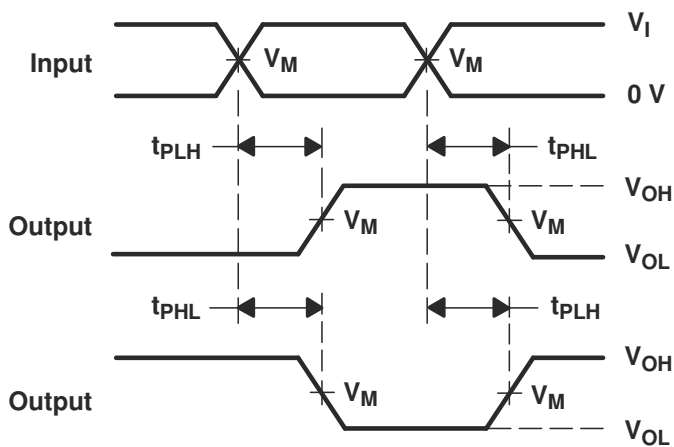 V_I
Input V_M V_M
0 V
t_PLH t_PHL
V_OH
Output V_M V_M
V_OL
t_PHL t_PLH
V_OH
V_M V_M
Output
V_OL